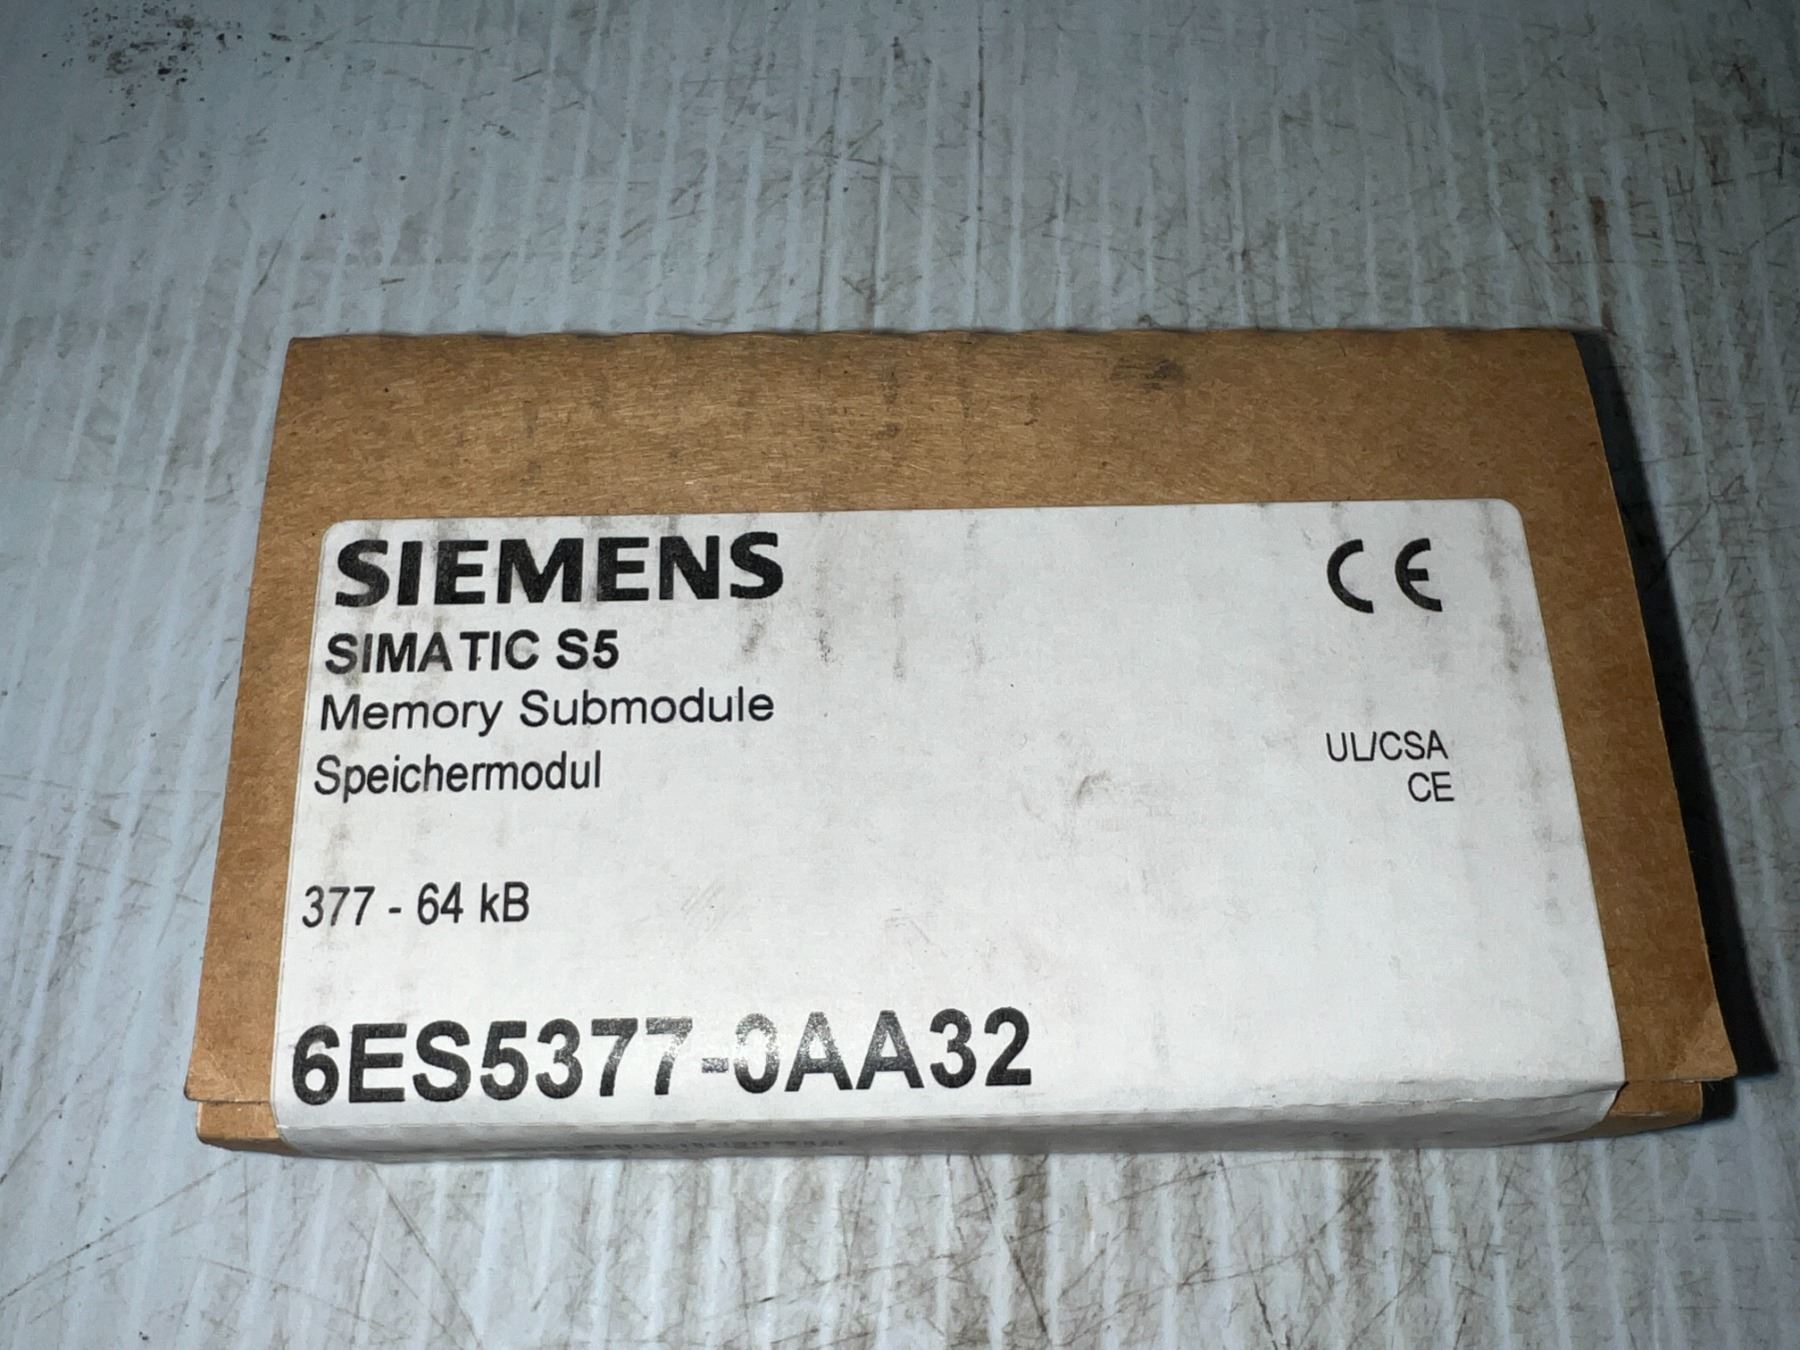 SIEMENS
CE
SIMATIC S5
Memory Submodule
Speichermodul
UL/CSA
CE
377 - 64 kB
6ES5377-0AA32